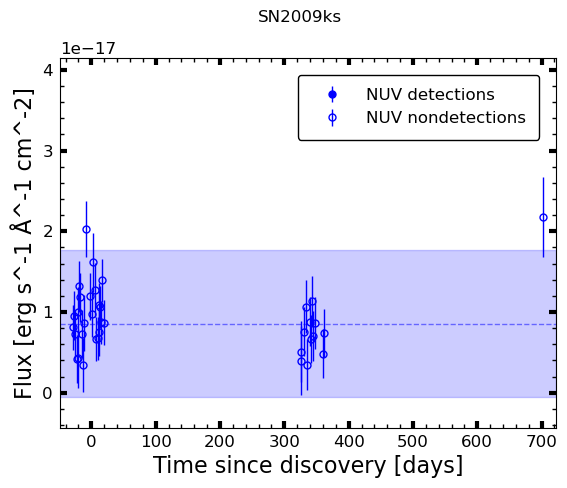 SN2009ks
1e−17
NUV detections
NUV nondetections
4
3
2
1
0
Flux [erg s^-1 Å^-1 cm^-2]
0 100 200 300 400 500 600 700
Time since discovery [days]